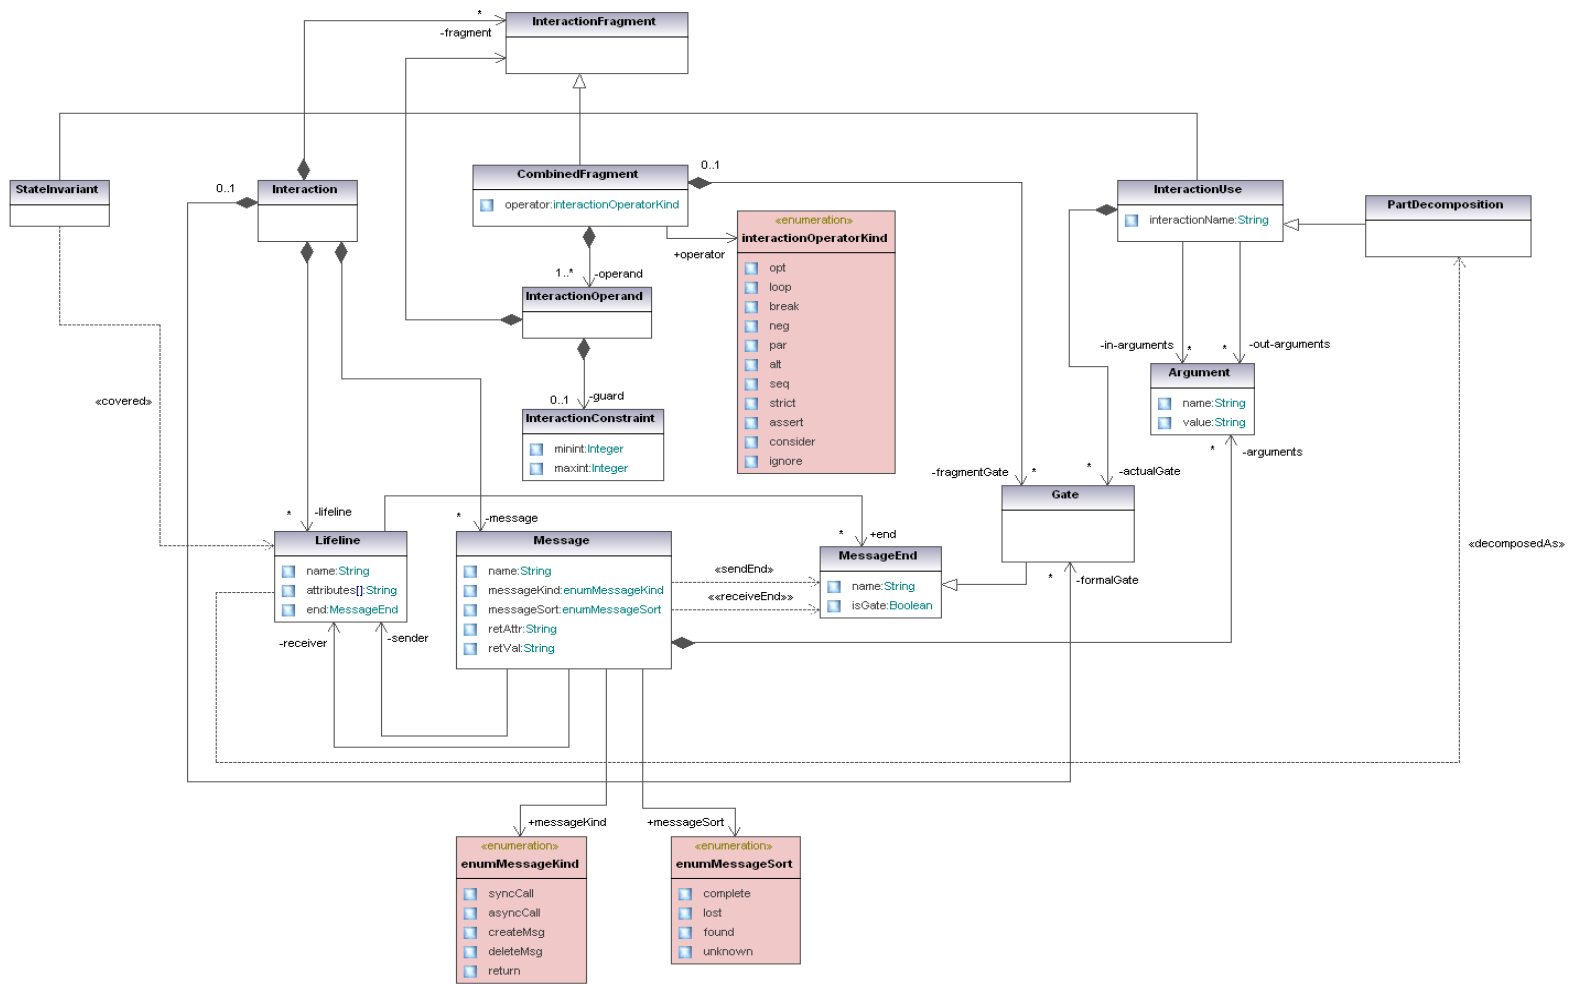 *
-fragment
InteractionFragment
StateInvariant
0..1
Interaction
CombinedFragment
operator:interactionOperatorKind
0..1
InteractionUse
interactionName:String
PartDecomposition
+operator
«enumeration»
interactionOperatorKind
opt
loop
break
neg
par
alt
seq
strict
assert
consider
ignore
1..*
-operand
InteractionOperand
0..1
-guard
InteractionConstraint
minint:Integer
maxint:Integer
-in-arguments
*
*
-out-arguments
Argument
name:String
value:String
*
-arguments
«covered»
-fragmentGate
*
*
-actualGate
Gate
*
-formalGate
«decomposedAs»
*
-lifeline
Lifeline
name:String
attributes[]:String
end:MessageEnd
*
-message
Message
name:String
messageKind:enumMessageKind
messageSort:enumMessageSort
retAttr:String
retVal:String
«sendEnd»
««receiveEnd»»
*
+end
MessageEnd
name:String
isGate:Boolean
-receiver
-sender
+messageKind
+messageSort
«enumeration»
enumMessageKind
syncCall
asyncCall
createMsg
deleteMsg
return
«enumeration»
enumMessageSort
complete
lost
found
unknown